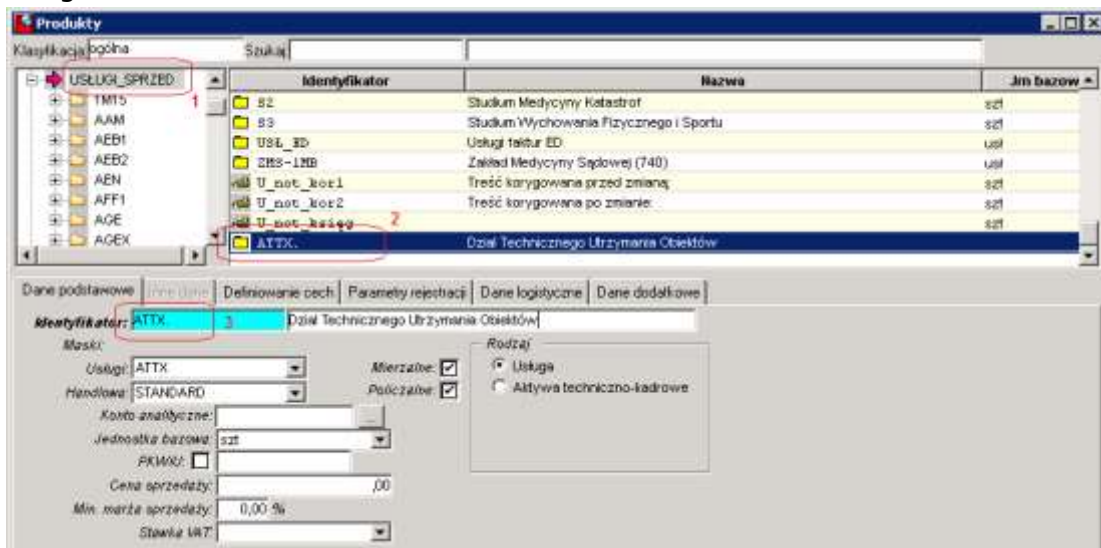 Produkty
Klasyfikacja: ogólna Szukaj
USŁUGI_SPRZED 1
1M15
AAM
AEB1
AEB2
AEN
AFF1
AGE
AGEX
Identyfikator Nazwa Jm bazow
S2 Studium Medycyny Katastrof szt
S3 Studium Wychowania Fizycznego i Sportu szt
USŁ_ED Usługi faktur ED usł
ZMS-1MB Zakład Medycyny Sądowej (740) usł
U_not_kor1 Treść korygowana przed zmianą: szt
U_not_kor2 Treść korygowana po zmianie: szt
U_not_księg szt
ATTX. 2 Dział Technicznego Utrzymania Obiektów szt
Dane podstawowe Inne dane Definiowanie cech Parametry rejestracji Dane logistyczne Dane dodatkowe
Identyfikator: ATTX. 3 Dział Technicznego Utrzymania Obiektów
Maski: Rodzaj
Usługi: ATTX Mierzalne: Usługa
Handlowa: STANDARD Policzalne: Aktywa techniczno-kadrowe
Konto analityczne: ...
Jednostka bazowa: szt
PKWiU:
Cena sprzedaży: ,00
Min. marża sprzedaży: 0,00 %
Stawka VAT: